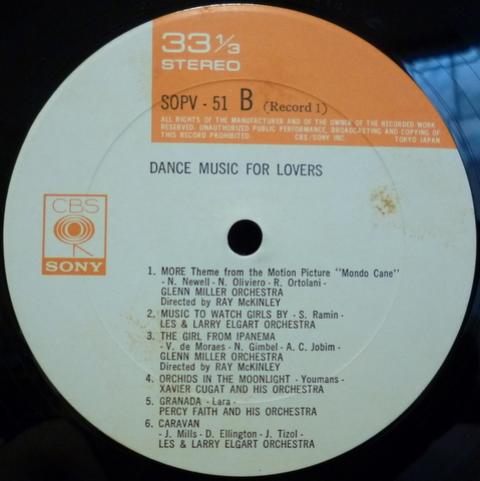 33 1/3
STEREO
SOPV - 51 B (Record 1)
ALL RIGHTS OF THE MANUFACTURER AND OF THE OWNER OF THE RECORDED WORK
RESERVED. UNAUTHORIZED PUBLIC PERFORMANCE, BROADCASTING AND COPYING OF
THIS RECORD PROHIBITED. CBS/SONY INC. TOKYO JAPAN
DANCE MUSIC FOR LOVERS
CBS
SONY
1. MORE Theme from the Motion Picture "Mondo Cane"
- N. Newell - N. Oliviero - R. Ortolani -
GLENN MILLER ORCHESTRA
Directed by RAY McKINLEY
2. MUSIC TO WATCH GIRLS BY - S. Ramin -
LES & LARRY ELGART ORCHESTRA
3. THE GIRL FROM IPANEMA
- V. de Moraes - N. Gimbel - A. C. Jobim -
GLENN MILLER ORCHESTRA
Directed by RAY McKINLEY
4. ORCHIDS IN THE MOONLIGHT - Youmans -
XAVIER CUGAT AND HIS ORCHESTRA
5. GRANADA - Lara -
PERCY FAITH AND HIS ORCHESTRA
6. CARAVAN
- J. Mills - D. Ellington - J. Tizol -
LES & LARRY ELGART ORCHESTRA